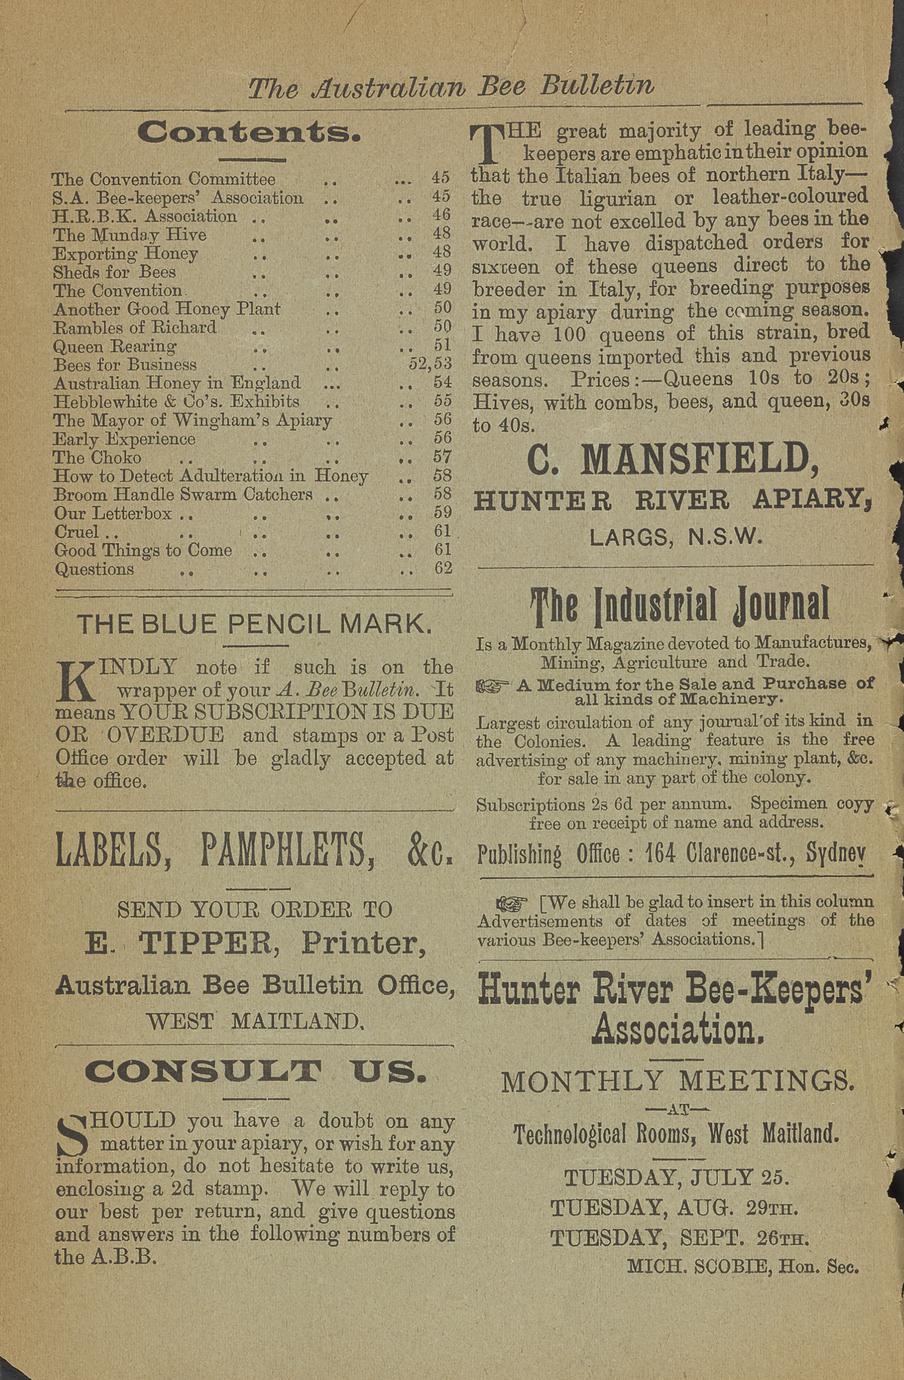 The Australian Bee Bulletin
Contents.
The Convention Committee .. ... 45
S.A. Bee-keepers' Association .. .. 45
H.R.B.K. Association .. .. .. 46
The Munday Hive .. .. .. 48
Exporting Honey .. .. .. 48
Sheds for Bees .. .. .. 49
The Convention .. .. .. 49
Another Good Honey Plant .. .. 50
Rambles of Richard .. .. .. 50
Queen Rearing .. .. .. 51
Bees for Business .. .. 52,53
Australian Honey in England ... .. 54
Hebblewhite & Co's. Exhibits .. .. 55
The Mayor of Wingham's Apiary .. 56
Early Experience .. .. .. 56
The Choko .. .. .. .. 57
How to Detect Adulteration in Honey .. 58
Broom Handle Swarm Catchers .. .. 58
Our Letterbox .. .. .. .. 59
Cruel .. .. .. .. .. 61
Good Things to Come .. .. .. 61
Questions .. .. .. .. 62
THE BLUE PENCIL MARK.
KINDLY note if such is on the
wrapper of your A. Bee Bulletin. It
means YOUR SUBSCRIPTION IS DUE
OR OVERDUE and stamps or a Post
Office order will be gladly accepted at
the office.
LABELS, PAMPHLETS, &c.
SEND YOUR ORDER TO
E. TIPPER, Printer,
Australian Bee Bulletin Office,
WEST MAITLAND.
CONSULT US.
SHOULD you have a doubt on any
matter in your apiary, or wish for any
information, do not hesitate to write us,
enclosing a 2d stamp. We will reply to
our best per return, and give questions
and answers in the following numbers of
the A.B.B.
THE great majority of leading bee-
keepers are emphatic in their opinion
that the Italian bees of northern Italy—
the true ligurian or leather-coloured
race--are not excelled by any bees in the
world. I have dispatched orders for
sixteen of these queens direct to the
breeder in Italy, for breeding purposes
in my apiary during the coming season.
I have 100 queens of this strain, bred
from queens imported this and previous
seasons. Prices:—Queens 10s to 20s;
Hives, with combs, bees, and queen, 30s
to 40s.
C. MANSFIELD,
HUNTER RIVER APIARY,
LARGS, N.S.W.
The Industrial Journal
Is a Monthly Magazine devoted to Manufactures,
Mining, Agriculture and Trade.
☞ A Medium for the Sale and Purchase of
all kinds of Machinery.
Largest circulation of any journal of its kind in
the Colonies. A leading feature is the free
advertising of any machinery, mining plant, &c.
for sale in any part of the colony.
Subscriptions 2s 6d per annum. Specimen coyy
free on receipt of name and address.
Publishing Office : 164 Clarence-st., Sydney
☞ [We shall be glad to insert in this column
Advertisements of dates of meetings of the
various Bee-keepers' Associations.]
Hunter River Bee-Keepers'
Association.
MONTHLY MEETINGS.
—AT—
Technological Rooms, West Maitland.
TUESDAY, JULY 25.
TUESDAY, AUG. 29TH.
TUESDAY, SEPT. 26TH.
MICH. SCOBIE, Hon. Sec.